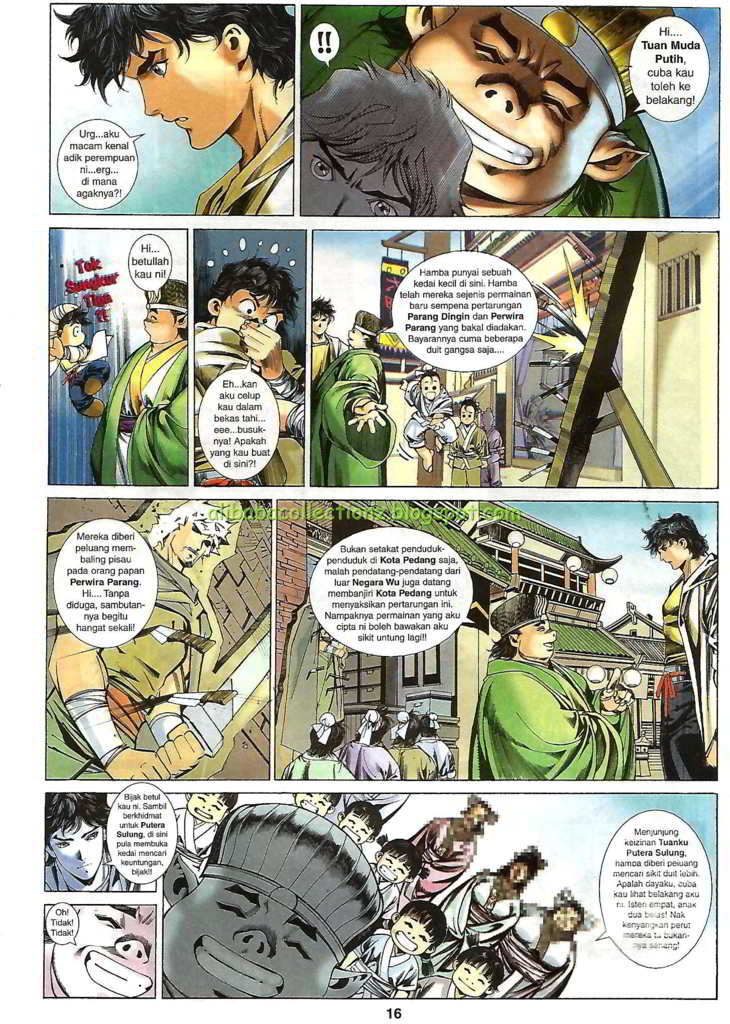 Urg...aku
macam kenal
adik perempuan
ni...erg...
di mana
agaknya?!
!!
Hi....
Tuan Muda
Putih,
cuba kau
toleh ke
belakang!
Tok
Sungkur
Tiga
?!
Hi...
betullah
kau ni!
Eh...kan
aku celup
kau dalam
bekas tahi...
eee...busuk-
nya! Apakah
yang kau buat
di sini?!
Hamba punyai sebuah
kedai kecil di sini. Hamba
telah mereka sejenis permainan
baru sempena pertarungan
Parang Dingin dan Perwira
Parang yang bakal diadakan.
Bayarannya cuma beberapa
duit gangsa saja....
alibabacollectionz.blogspot.com
Mereka diberi
peluang mem-
baling pisau
pada orang papan
Perwira Parang.
Hi.... Tanpa
diduga, sambutan-
nya begitu
hangat sekali!
Bukan setakat penduduk-
penduduk di Kota Pedang saja,
malah pendatang-pendatang dari
luar Negara Wu juga datang
membanjiri Kota Pedang untuk
menyaksikan pertarungan ini.
Nampaknya permainan yang aku
cipta ni boleh bawakan aku
sikit untung lagi!!
Bijak betul
kau ni. Sambil
berkhidmat
untuk Putera
Sulung, di sini
pula membuka
kedai mencari
keuntungan,
bijak!!
Oh!
Tidak!
Tidak!
Menjunjung
keizinan Tuanku
Putera Sulung,
hamba diberi peluang
mencari sikit duit lebih.
Apalah dayaku, cuba
kau lihat belakang aku
ni. Isteri empat, anak
dua belas! Nak
kenyangkan perut
mereka tu bukan-
nya senang!
16